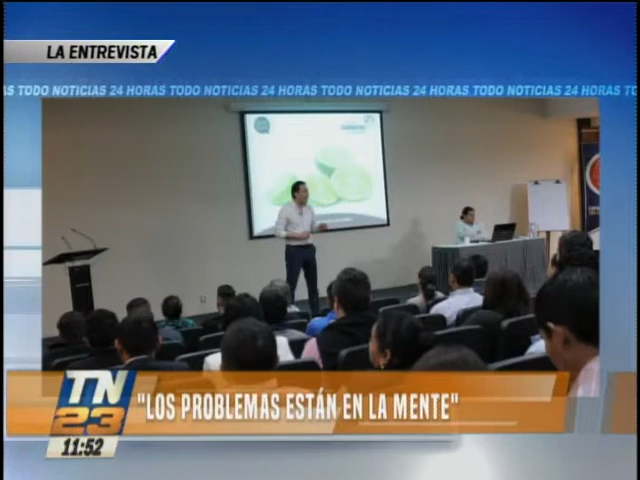 LA ENTREVISTA
S TODO NOTICIAS 24 HORAS TODO NOTICIAS 24 HORAS TODO NOTICIAS 24 HORAS TODO NOTICIAS 24 HORAS TODO
TN
23
"LOS PROBLEMAS ESTÁN EN LA MENTE"
11:52